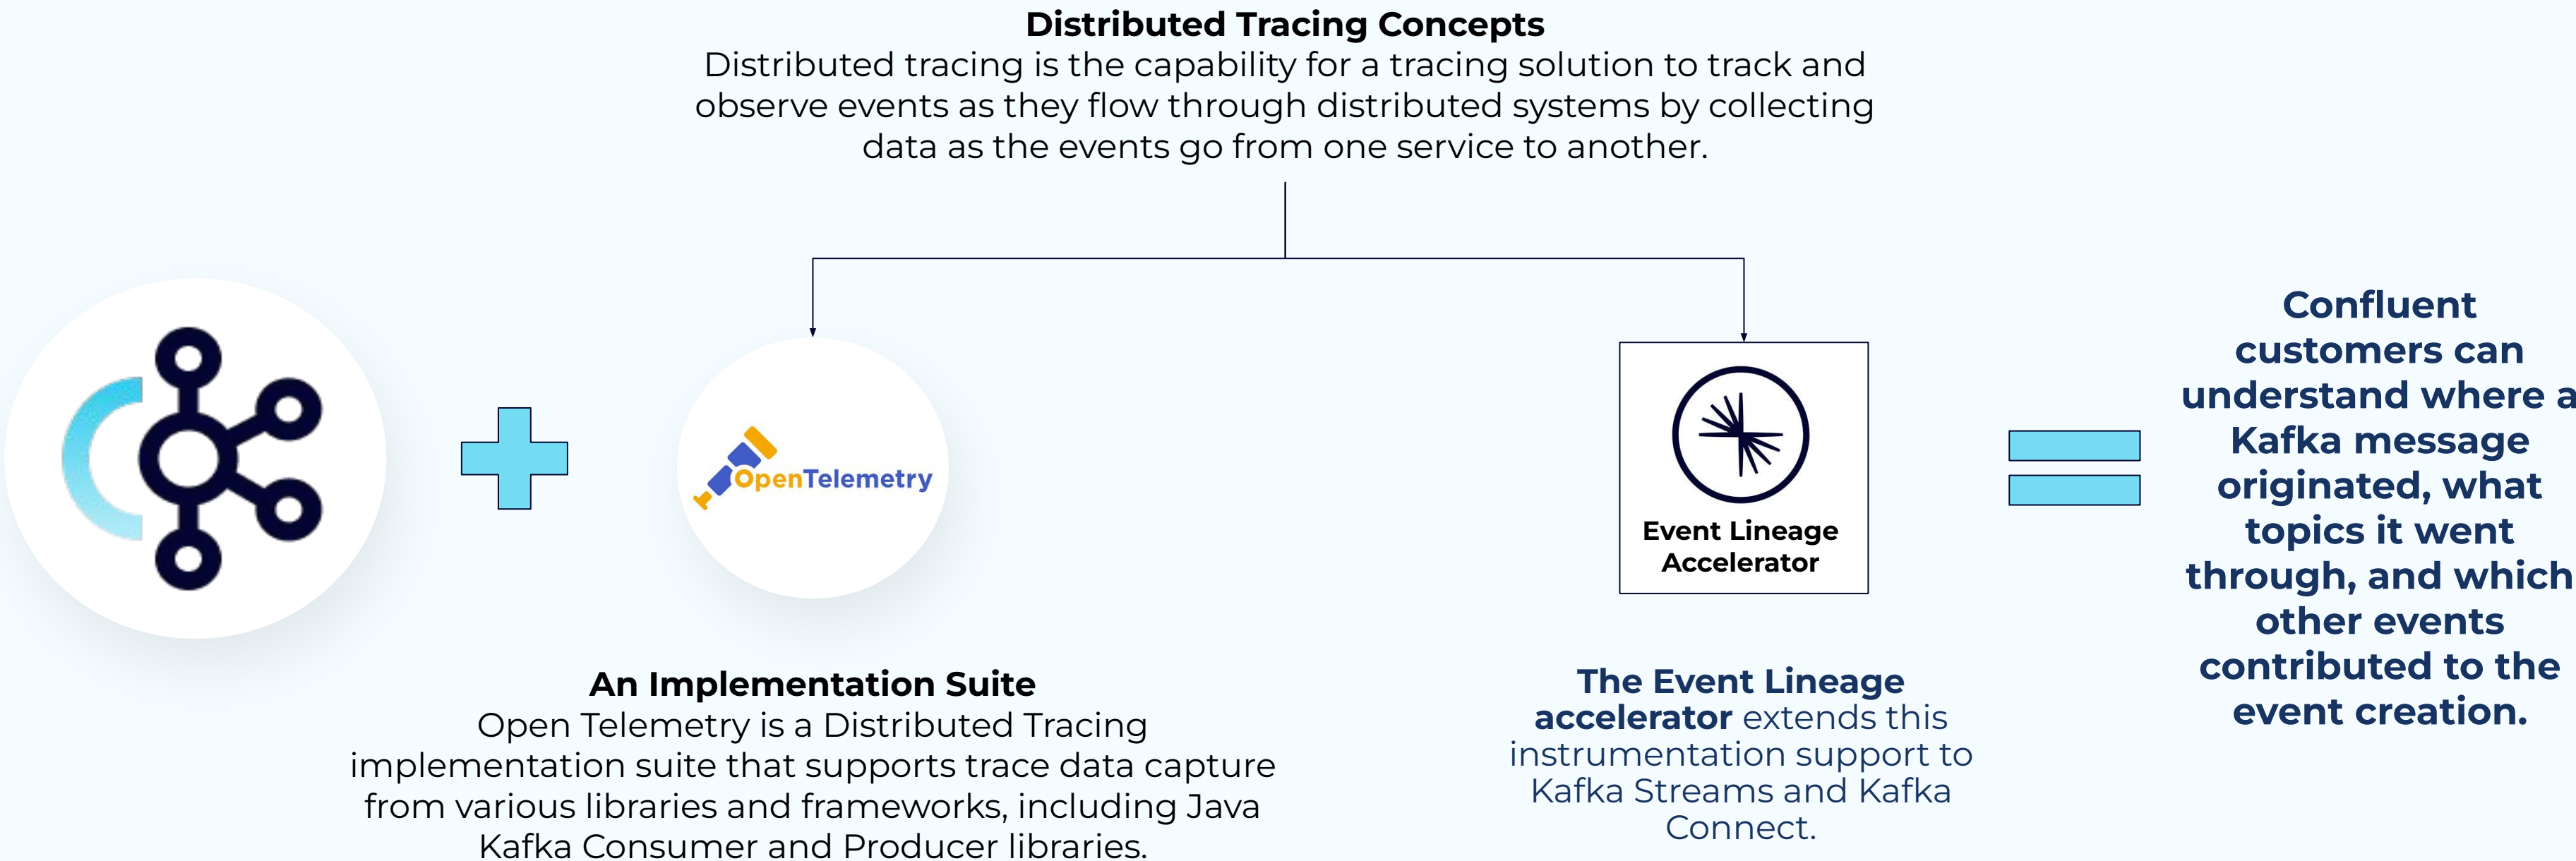 Distributed Tracing Concepts
Distributed tracing is the capability for a tracing solution to track and
observe events as they flow through distributed systems by collecting
data as the events go from one service to another.
OpenTelemetry
Event Lineage
Accelerator
An Implementation Suite
Open Telemetry is a Distributed Tracing
implementation suite that supports trace data capture
from various libraries and frameworks, including Java
Kafka Consumer and Producer libraries.
The Event Lineage
accelerator extends this
instrumentation support to
Kafka Streams and Kafka
Connect.
Confluent
customers can
understand where a
Kafka message
originated, what
topics it went
through, and which
other events
contributed to the
event creation.